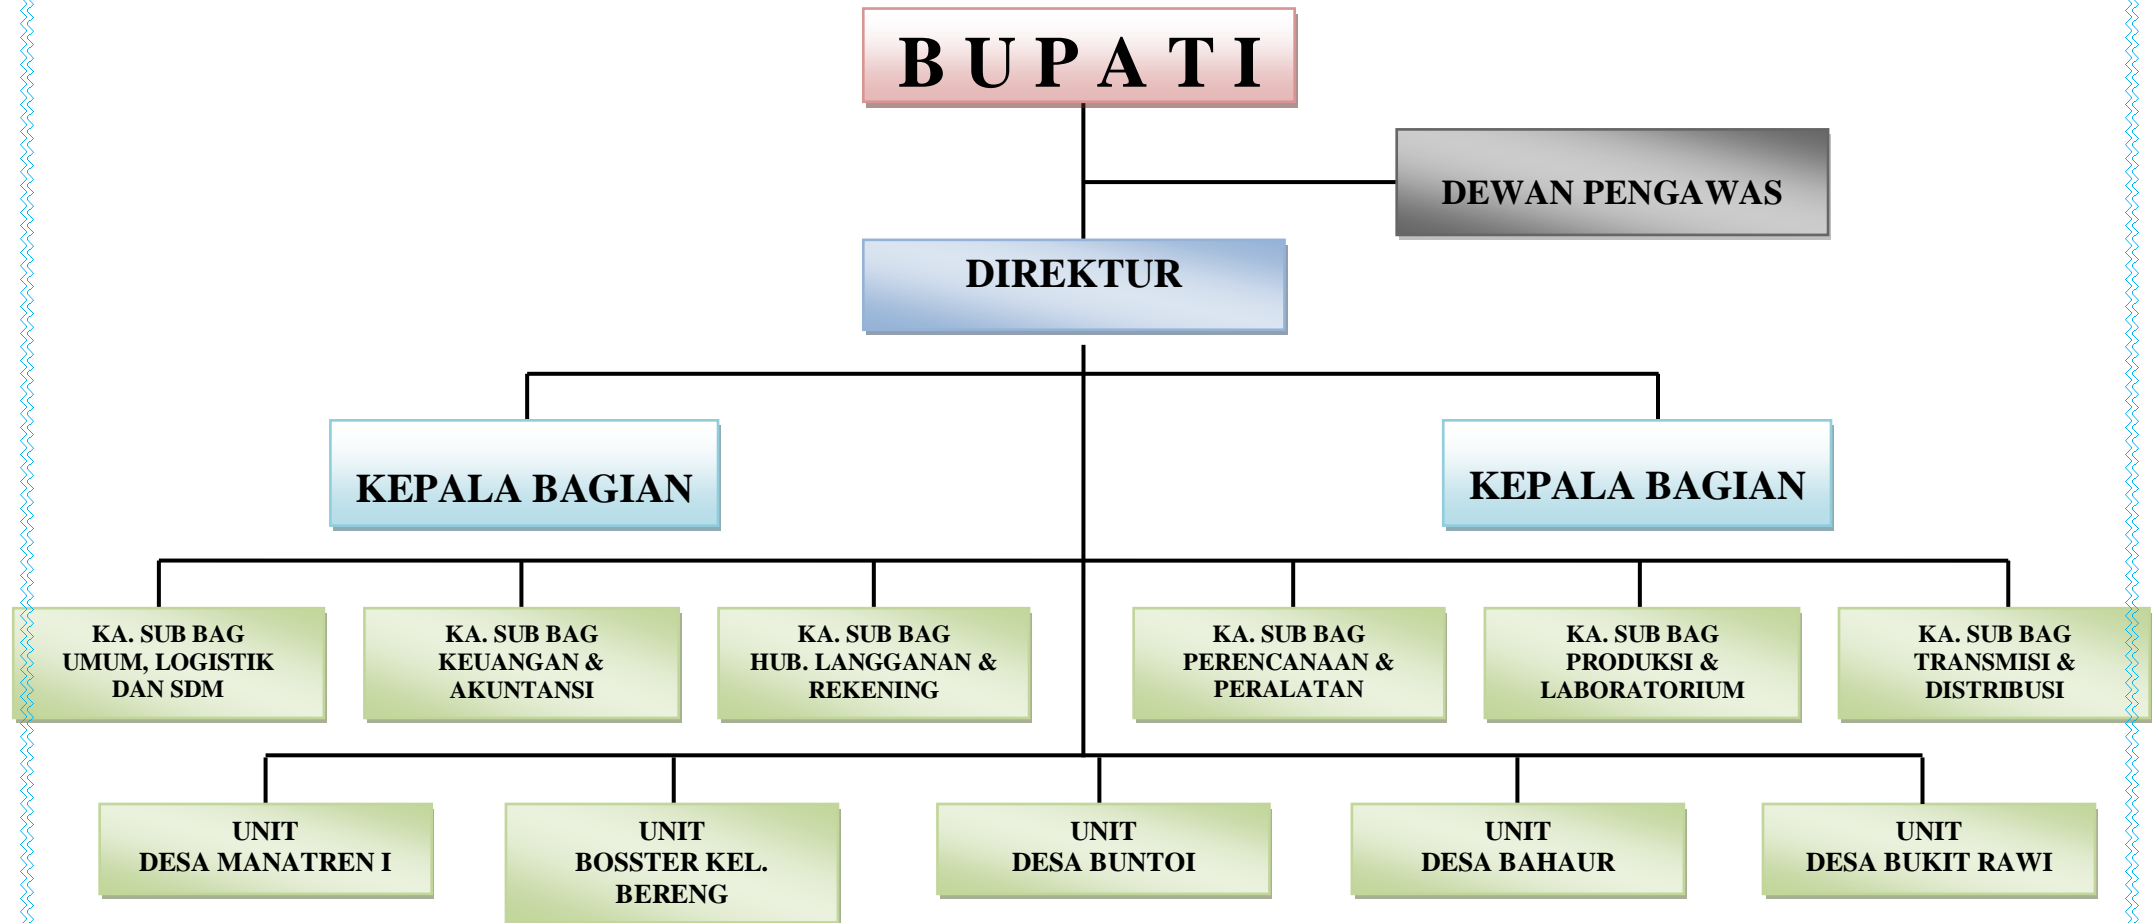 B U P A T I
DEWAN PENGAWAS
DIREKTUR
KEPALA BAGIAN
KEPALA BAGIAN
KA. SUB BAG
UMUM, LOGISTIK
DAN SDM
KA. SUB BAG
KEUANGAN &
AKUNTANSI
KA. SUB BAG
HUB. LANGGANAN &
REKENING
KA. SUB BAG
PERENCANAAN &
PERALATAN
KA. SUB BAG
PRODUKSI &
LABORATORIUM
KA. SUB BAG
TRANSMISI &
DISTRIBUSI
UNIT
DESA MANATREN I
UNIT
BOSSTER KEL.
BERENG
UNIT
DESA BUNTOI
UNIT
DESA BAHAUR
UNIT
DESA BUKIT RAWI